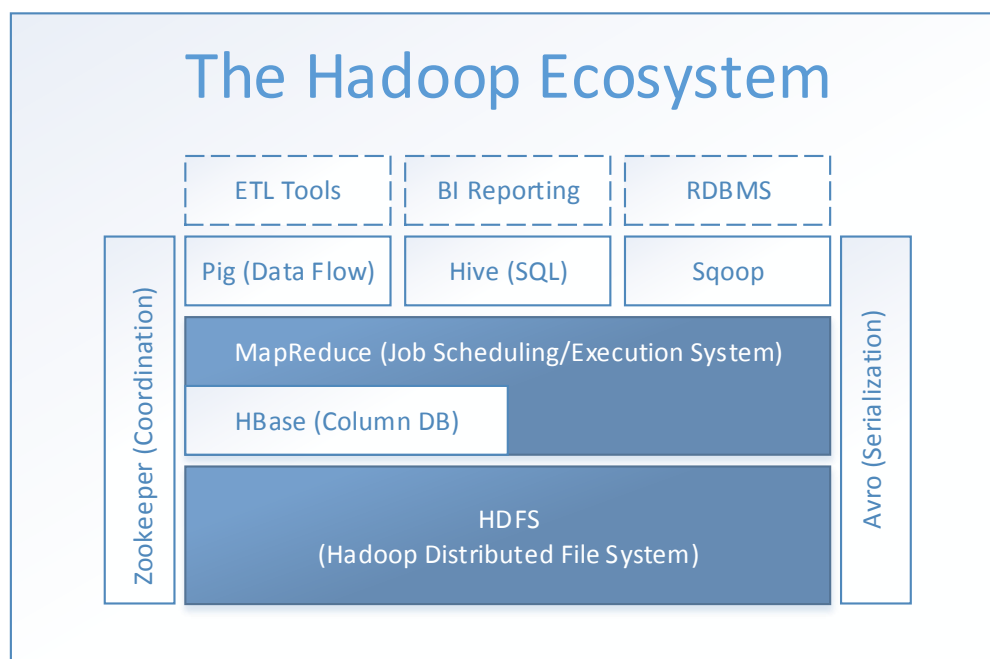 The Hadoop Ecosystem
ETL Tools
BI Reporting
RDBMS
Zookeeper (Coordination)
Pig (Data Flow)
Hive (SQL)
Sqoop
Avro (Serialization)
MapReduce (Job Scheduling/Execution System)
HBase (Column DB)
HDFS
(Hadoop Distributed File System)